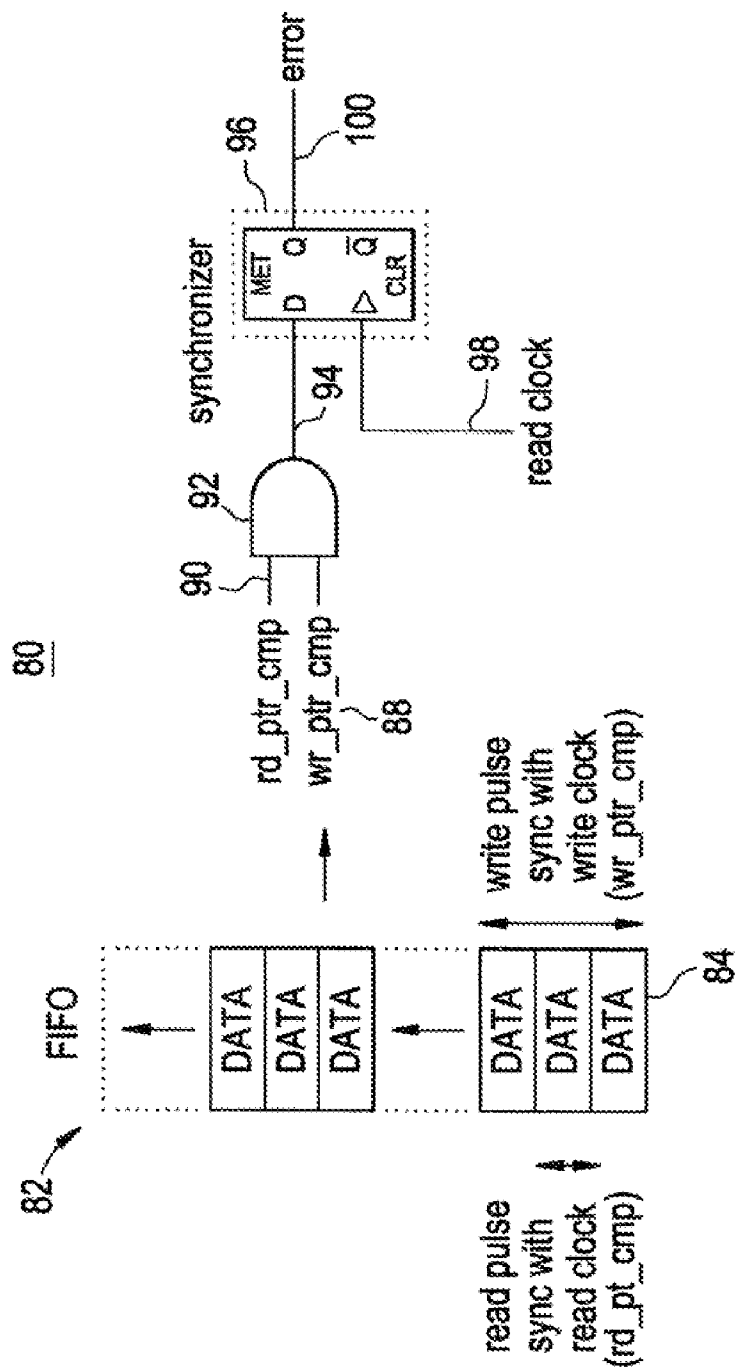 80
82
FIFO
DATA
DATA
DATA
DATA
DATA
DATA
84
read pulse
sync with
read clock
(rd_pt_cmp)
write pulse
sync with
write clock
(wr_ptr_cmp)
rd_ptr_cmp
wr_ptr_cmp
88
90
92
94
synchronizer
96
MET
D
Q
Q̅
CLR
98
read clock
100
error